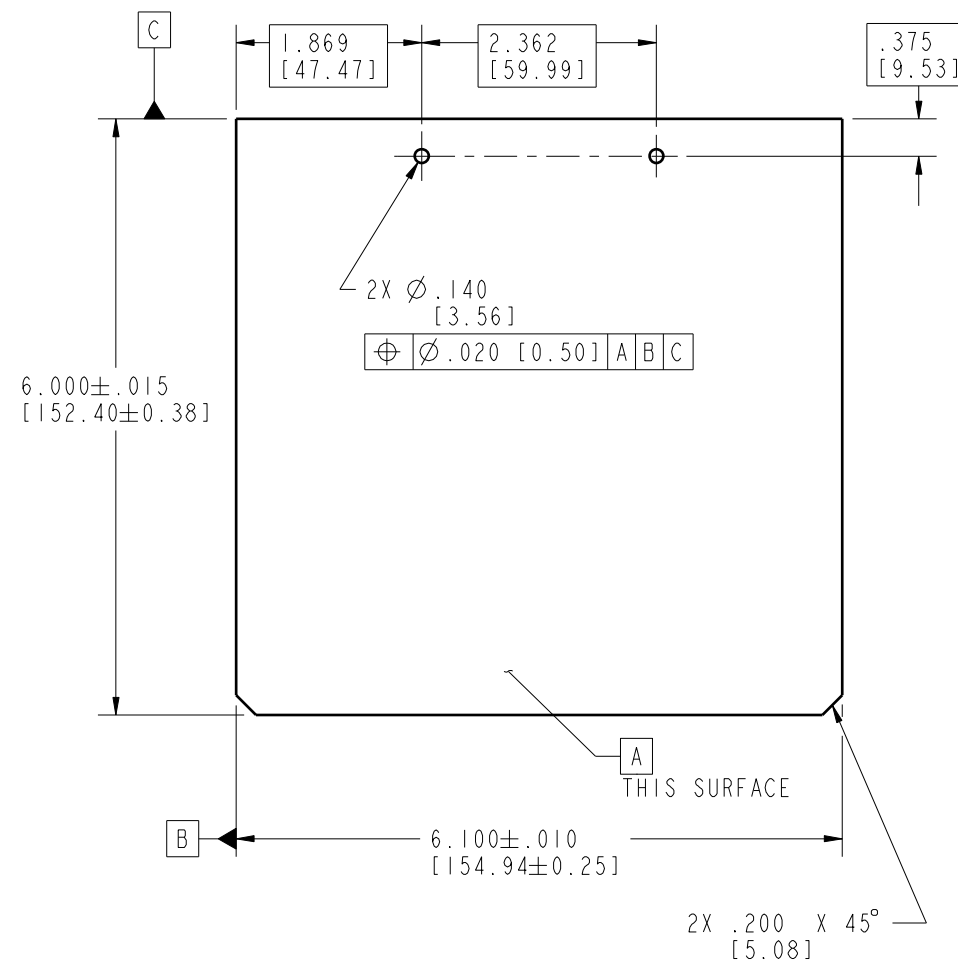 C
1.869
[47.47]
2.362
[59.99]
.375
[9.53]
2X Ø .140
[3.56]
⌖ Ø .020 [0.50] A B C
6.000±.015
[152.40±0.38]
A
THIS SURFACE
B
6.100±.010
[154.94±0.25]
2X .200 X 45°
[5.08]